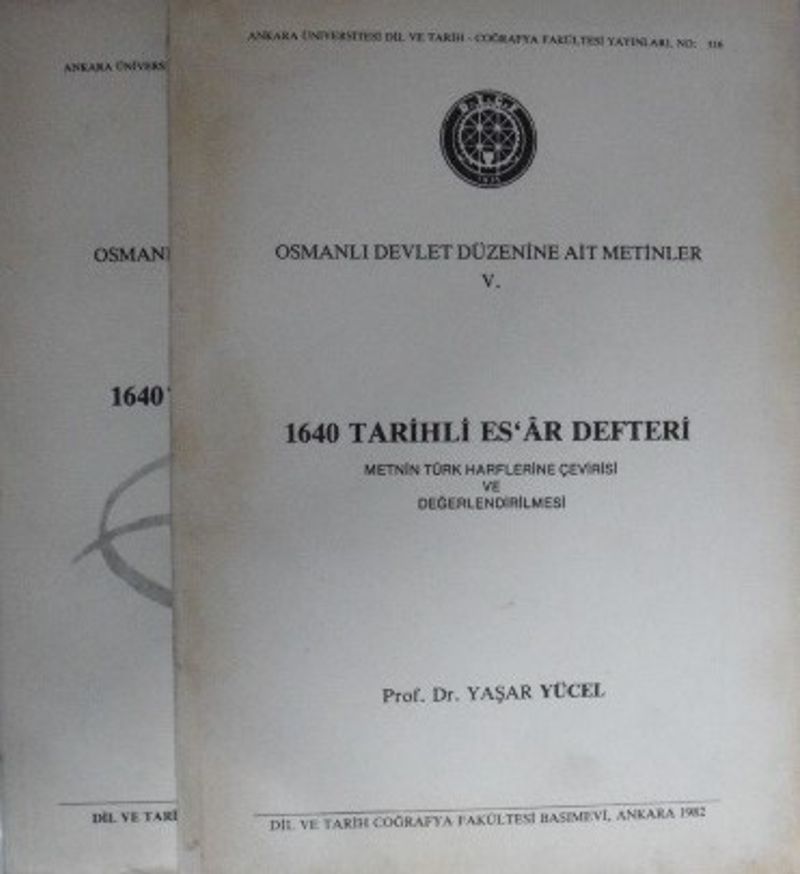 ANKARA ÜNİVERS
OSMANL
1640
DİL VE TARİ
ANKARA ÜNİVERSİTESİ DİL VE TARİH - COĞRAFYA FAKÜLTESİ YAYINLARI, NO:
OSMANLI DEVLET DÜZENİNE AİT METİNLER
V.
1640 TARİHLİ ES‘ÂR DEFTERİ
METNİN TÜRK HARFLERİNE ÇEVİRİSİ
VE
DEĞERLENDİRİLMESİ
Prof. Dr. YAŞAR YÜCEL
DİL VE TARİH COĞRAFYA FAKÜLTESİ BASIMEVİ, ANKARA 1982